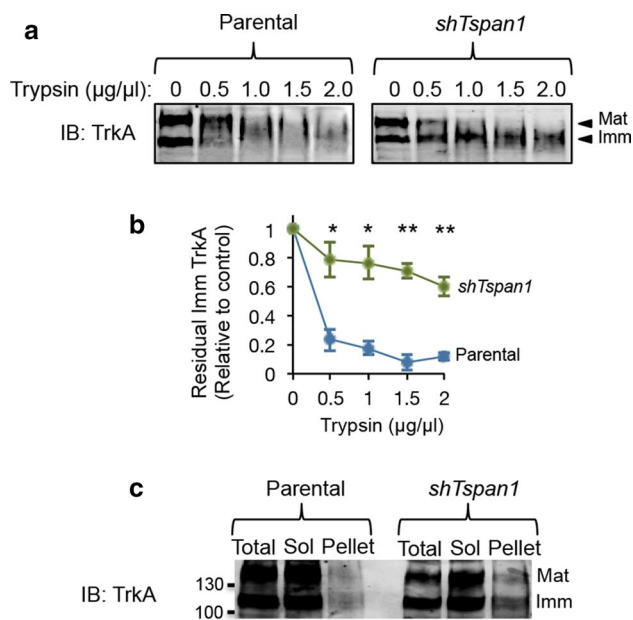 a
Parental shTspan1
Trypsin (µg/µl): 0 0.5 1.0 1.5 2.0 0 0.5 1.0 1.5 2.0
IB: TrkA
Mat
Imm
b
Residual Imm TrkA
(Relative to control)
1
0.8
0.6
0.4
0.2
0
* * ** **
shTspan1
Parental
0 0.5 1 1.5 2
Trypsin (µg/µl)
c
Parental shTspan1
Total Sol Pellet Total Sol Pellet
IB: TrkA
130
100
Mat
Imm